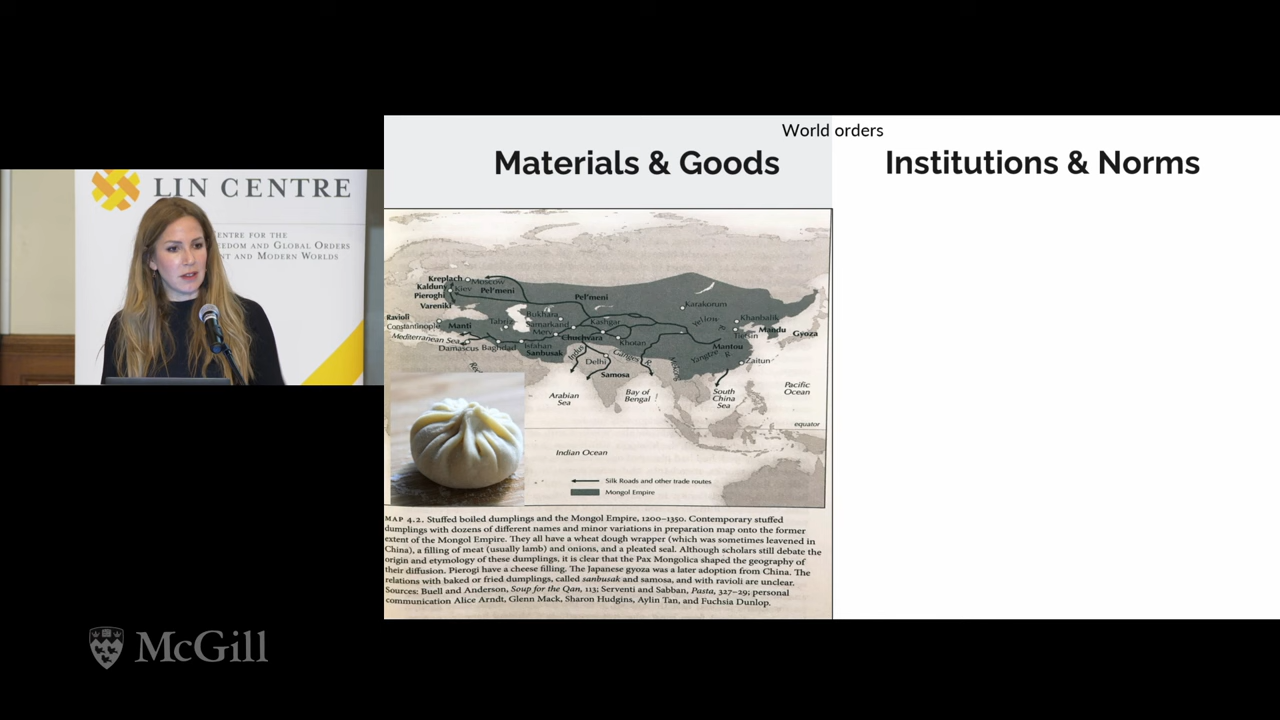 LIN CENTRE
ENTRE FOR THE
EDOM AND GLOBAL ORDERS
NT AND MODERN WORLDS
World orders
Materials & Goods
Institutions & Norms
Kreplach
Moscow
Kalduny
Kiev
Pel'meni
Pel'meni
Pieroghi
Vareniki
Karakorum
Ravioli
Bukhara
Constantinople
Manti
Tabriz
Samarkand
Kashgar
Khanbalik
Merv
Mandu
Gyoza
Mediterranean Sea
Chuchvara
Khotan
Damascus
Baghdad
Isfahan
Mantou
Sanbusak
Indus
Delhi
Ganges R.
Yangtze R.
Zaitun
Samosa
Arabian
Sea
Bay of
Bengal
South
China
Sea
Pacific
Ocean
equator
Indian Ocean
Silk Roads and other trade routes
Mongol Empire
MAP 4.2. Stuffed boiled dumplings and the Mongol Empire, 1200–1350. Contemporary stuffed
dumplings with dozens of different names and minor variations in preparation map onto the former
extent of the Mongol Empire. They all have a wheat dough wrapper (which was sometimes leavened in
China), a filling of meat (usually lamb) and onions, and a pleated seal. Although scholars still debate the
origin and etymology of these dumplings, it is clear that the Pax Mongolica shaped the geography of
their diffusion. Pierogi have a cheese filling. The Japanese gyoza was a later adoption from China. The
relations with baked or fried dumplings, called sanbusak and samosa, and with ravioli are unclear.
Sources: Buell and Anderson, Soup for the Qan, 113; Serventi and Sabban, Pasta, 327–29; personal
communication Alice Arndt, Glenn Mack, Sharon Hudgins, Aylin Tan, and Fuchsia Dunlop.
McGill